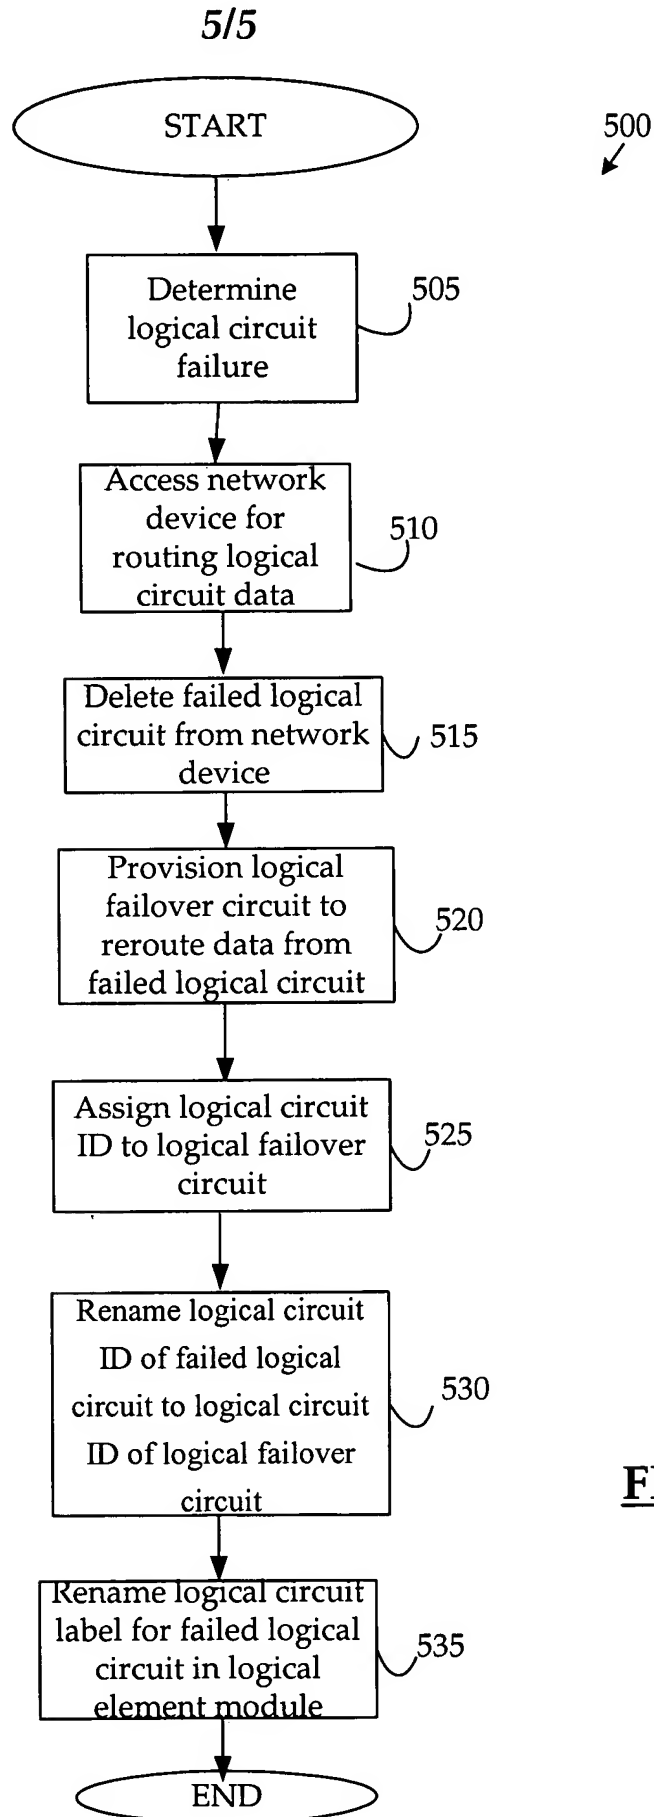 5/5
START
500
Determine
logical circuit
failure
505
Access network
device for
routing logical
circuit data
510
Delete failed logical
circuit from network
device
515
Provision logical
failover circuit to
reroute data from
failed logical circuit
520
Assign logical circuit
ID to logical failover
circuit
525
Rename logical circuit
ID of failed logical
circuit to logical circuit
ID of logical failover
circuit
530
Rename logical circuit
label for failed logical
circuit in logical
element module
535
END